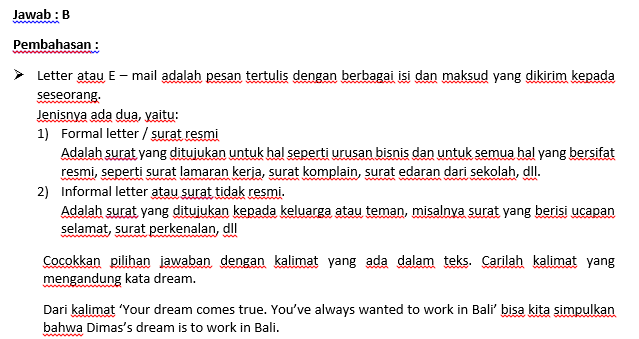 Jawab : B
Pembahasan :
➤ Letter atau E – mail adalah pesan tertulis dengan berbagai isi dan maksud yang dikirim kepada
seseorang.
Jenisnya ada dua, yaitu:
1) Formal letter / surat resmi
Adalah surat yang ditujukan untuk hal seperti urusan bisnis dan untuk semua hal yang bersifat
resmi, seperti surat lamaran kerja, surat komplain, surat edaran dari sekolah, dll.
2) Informal letter atau surat tidak resmi.
Adalah surat yang ditujukan kepada keluarga atau teman, misalnya surat yang berisi ucapan
selamat, surat perkenalan, dll
Cocokkan pilihan jawaban dengan kalimat yang ada dalam teks. Carilah kalimat yang
mengandung kata dream.
Dari kalimat ‘Your dream comes true. You’ve always wanted to work in Bali’ bisa kita simpulkan
bahwa Dimas’s dream is to work in Bali.